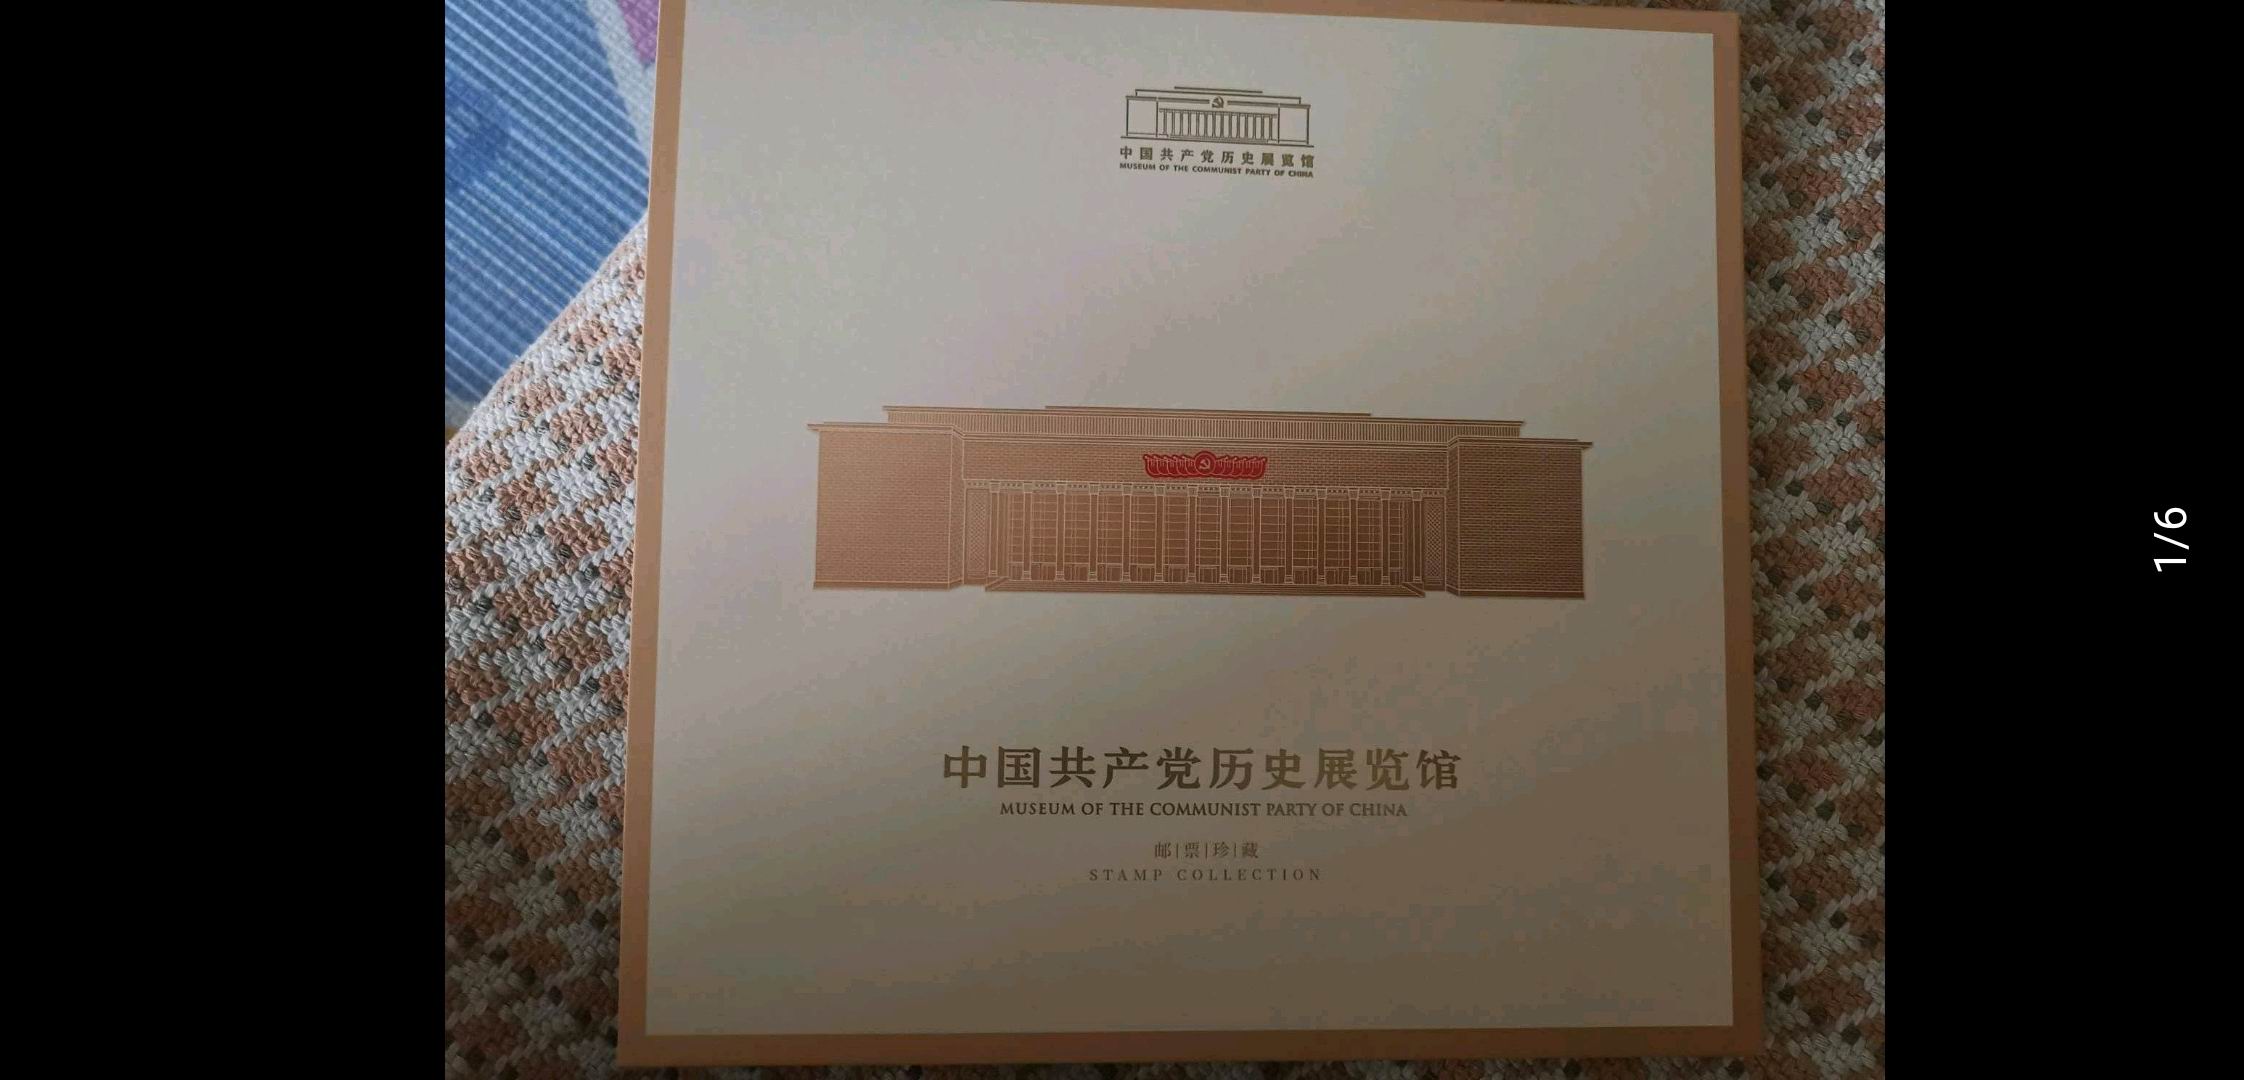 中国共产党历史展览馆
MUSEUM OF THE COMMUNIST PARTY OF CHINA
中国共产党历史展览馆
MUSEUM OF THE COMMUNIST PARTY OF CHINA
邮|票|珍|藏
STAMP COLLECTION
1/6